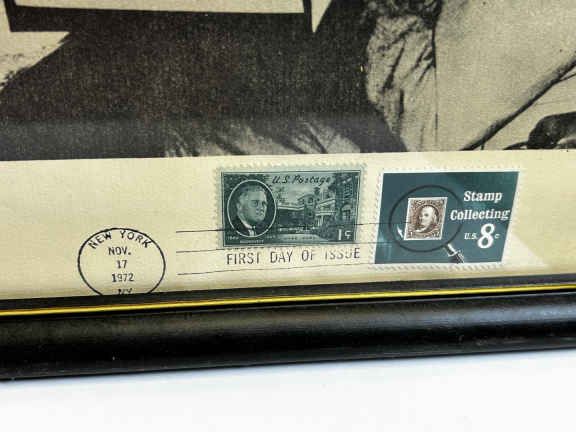 NEW YORK
NOV.
17
1972
NY
U.S. Postage
1¢
FIRST DAY OF ISSUE
Stamp
Collecting
U.S. 8c